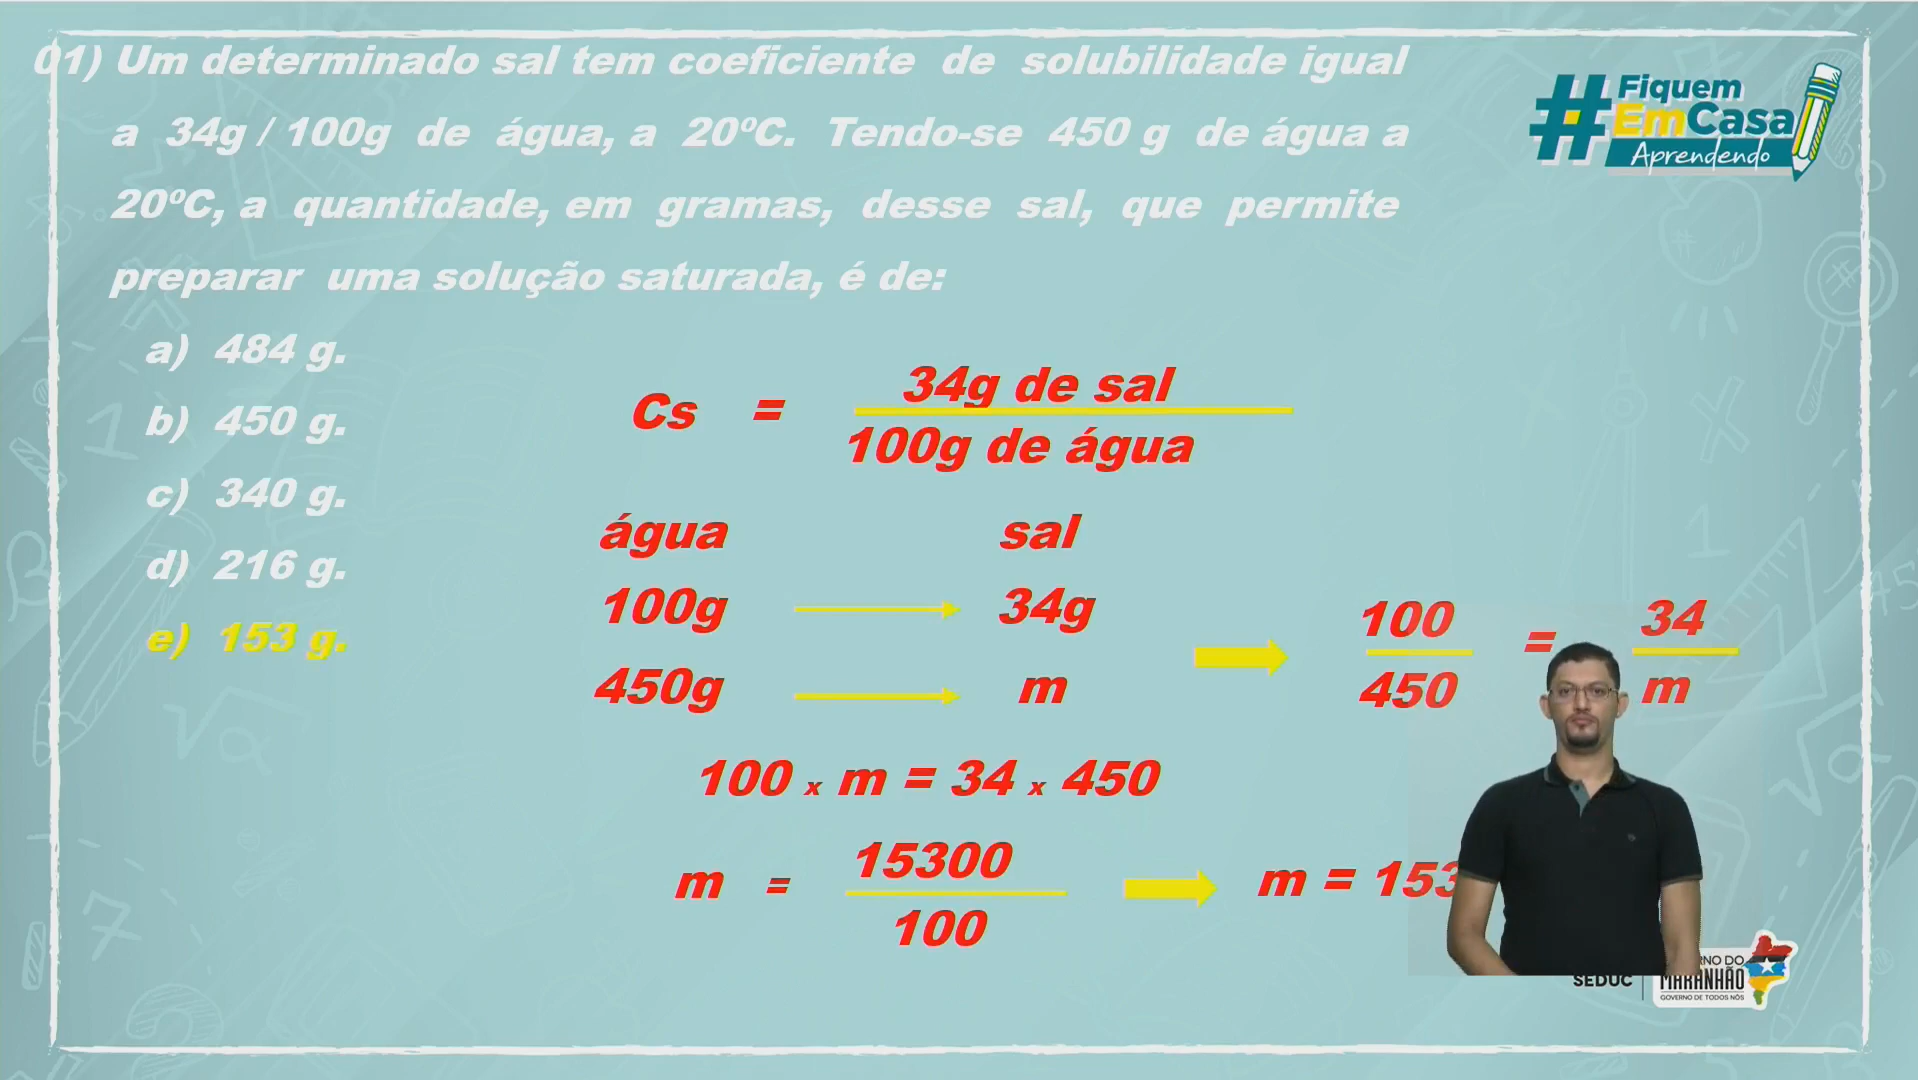 01) Um determinado sal tem coeficiente de solubilidade igual
a 34g / 100g de água, a 20ºC. Tendo-se 450 g de água a
20ºC, a quantidade, em gramas, desse sal, que permite
preparar uma solução saturada, é de:
a) 484 g.
b) 450 g.
c) 340 g.
d) 216 g.
e) 153 g.
#Fiquem
EmCasa
Aprendendo
Cs = 34g de sal
100g de água
água sal
100g 34g
450g m
100 = 34
450 m
100 x m = 34 x 450
m = 15300
100
m = 153
SEDUC
RNO DO
MARANHÃO
GOVERNO DE TODOS NÓS